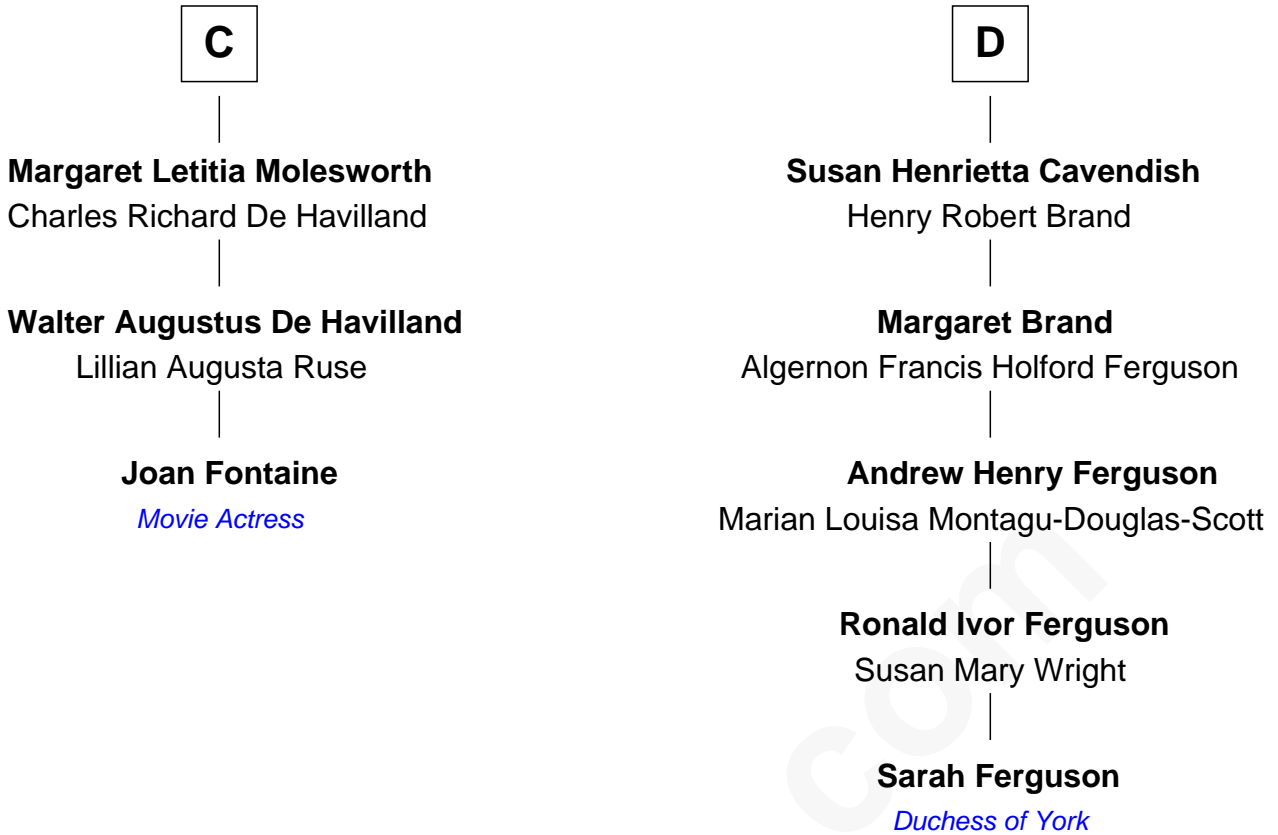 C
Margaret Letitia Molesworth
Charles Richard De Havilland
Walter Augustus De Havilland
Lillian Augusta Ruse
Joan Fontaine
Movie Actress
D
Susan Henrietta Cavendish
Henry Robert Brand
Margaret Brand
Algernon Francis Holford Ferguson
Andrew Henry Ferguson
Marian Louisa Montagu-Douglas-Scott
Ronald Ivor Ferguson
Susan Mary Wright
Sarah Ferguson
Duchess of York
com